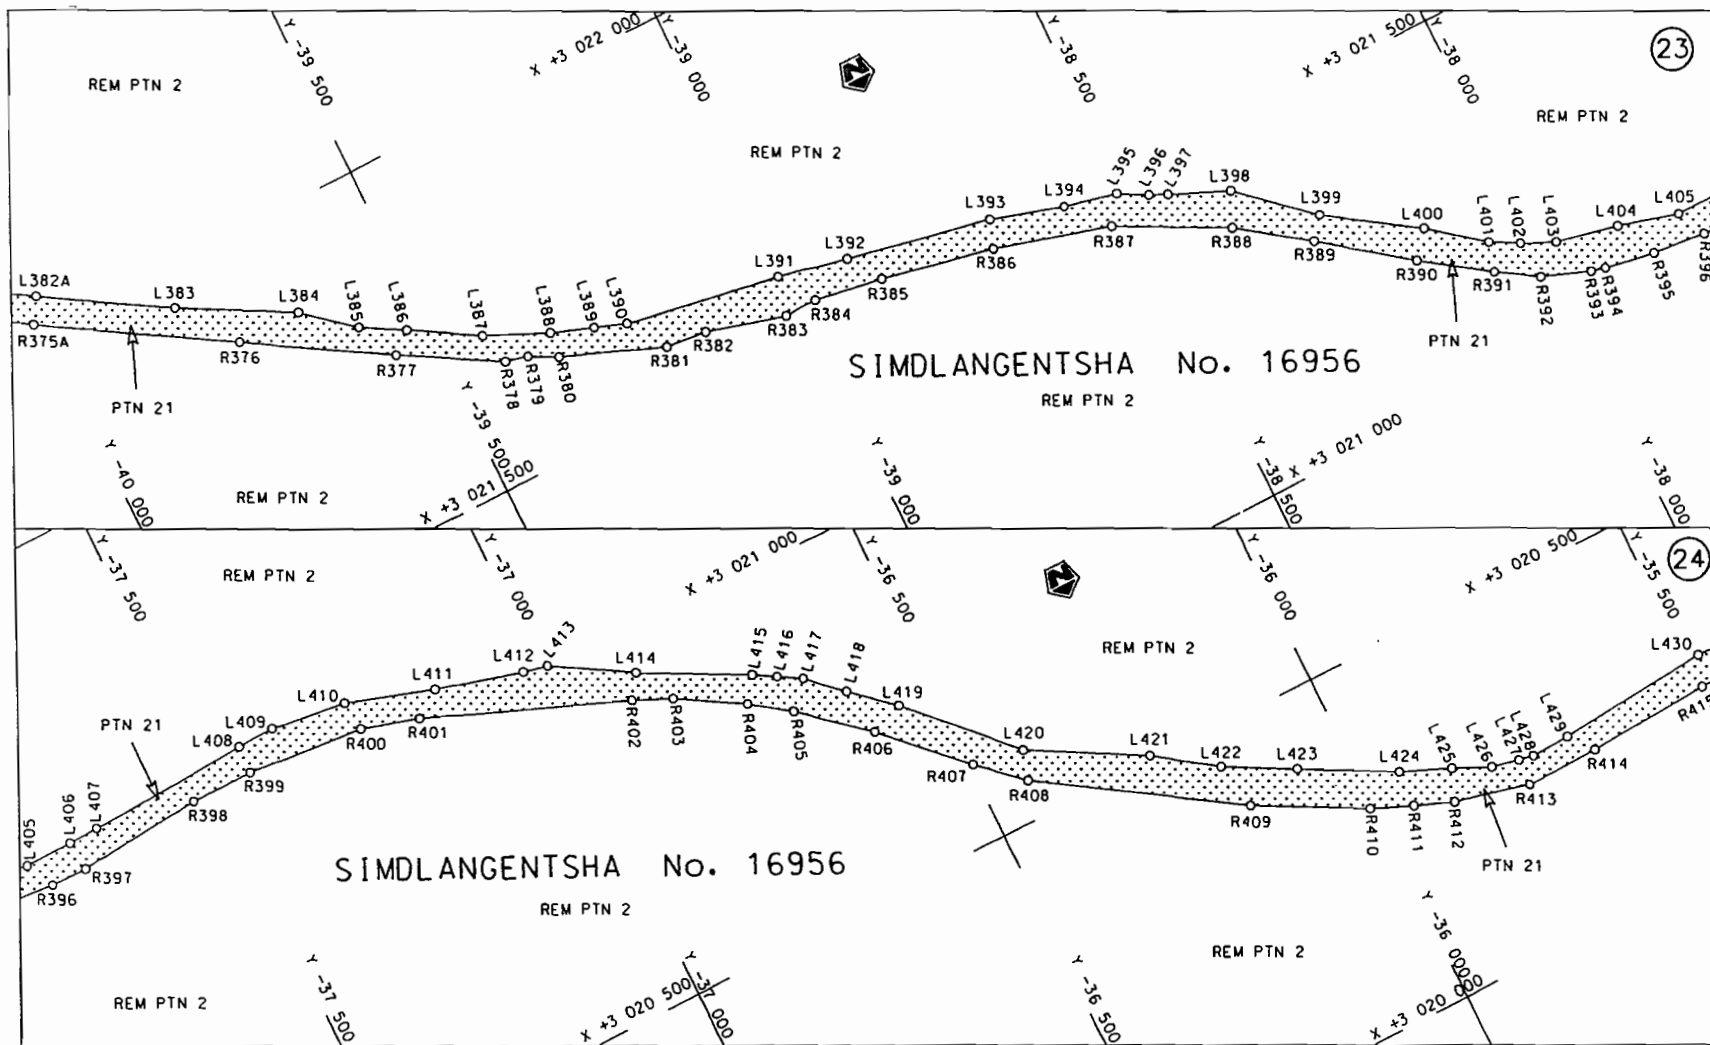 Y -39 500
X +3 022 000
Y -39 000
Y -38 500
X +3 021 500
Y -38 000
23
REM PTN 2
REM PTN 2
REM PTN 2
N
L382A
L383
L384
L385
L386
L387
L388
L389
L390
L391
L392
L393
L394
L395
L396
L397
L398
L399
L400
L401
L402
L403
L404
L405
R375A
R376
R377
R378
R379
R380
R381
R382
R383
R384
R385
R386
R387
R388
R389
R390
R391
R392
R393
R394
R395
R396
PTN 21
PTN 21
SIMDLANGENTSHA No. 16956
REM PTN 2
REM PTN 2
Y -40 000
X +3 021 500
Y -39 500
Y -39 000
Y -38 500
X +3 021 000
Y -38 000
Y -37 500
REM PTN 2
Y -37 000
X +3 021 000
Y -36 500
N
Y -36 000
X +3 020 500
Y -35 500
24
REM PTN 2
L405
L406
L407
L408
L409
L410
L411
L412
L413
L414
L415
L416
L417
L418
L419
L420
L421
L422
L423
L424
L425
L426
L427
L428
L429
L430
R396
R397
R398
R399
R400
R401
R402
R403
R404
R405
R406
R407
R408
R409
R410
R411
R412
R413
R414
R415
PTN 21
PTN 21
SIMDLANGENTSHA No. 16956
REM PTN 2
REM PTN 2
REM PTN 2
Y -37 500
X +3 020 500
Y -37 000
Y -36 500
Y -36 000
X +3 020 000